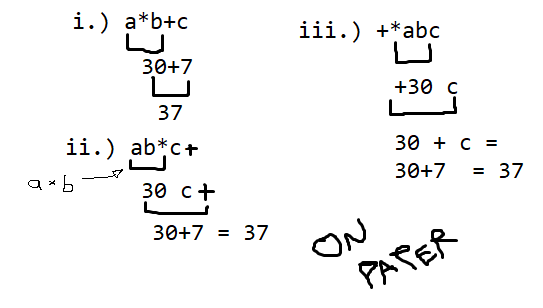 i.) a*b+c
30+7
37
ii.) ab*c+
a * b
30 c +
30+7 = 37
iii.) +*abc
+30 c
30 + c =
30+7 = 37
ON
PAPER